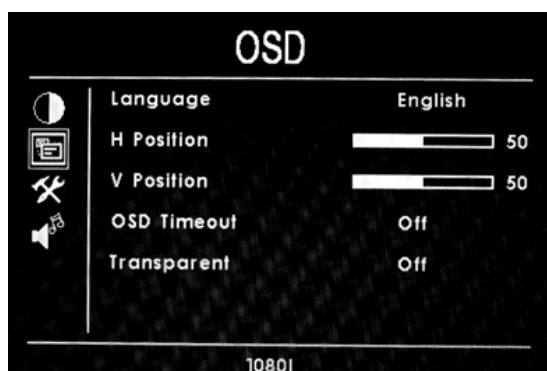 OSD
Language English
H Position 50
V Position 50
OSD Timeout Off
Transparent Off
1080I